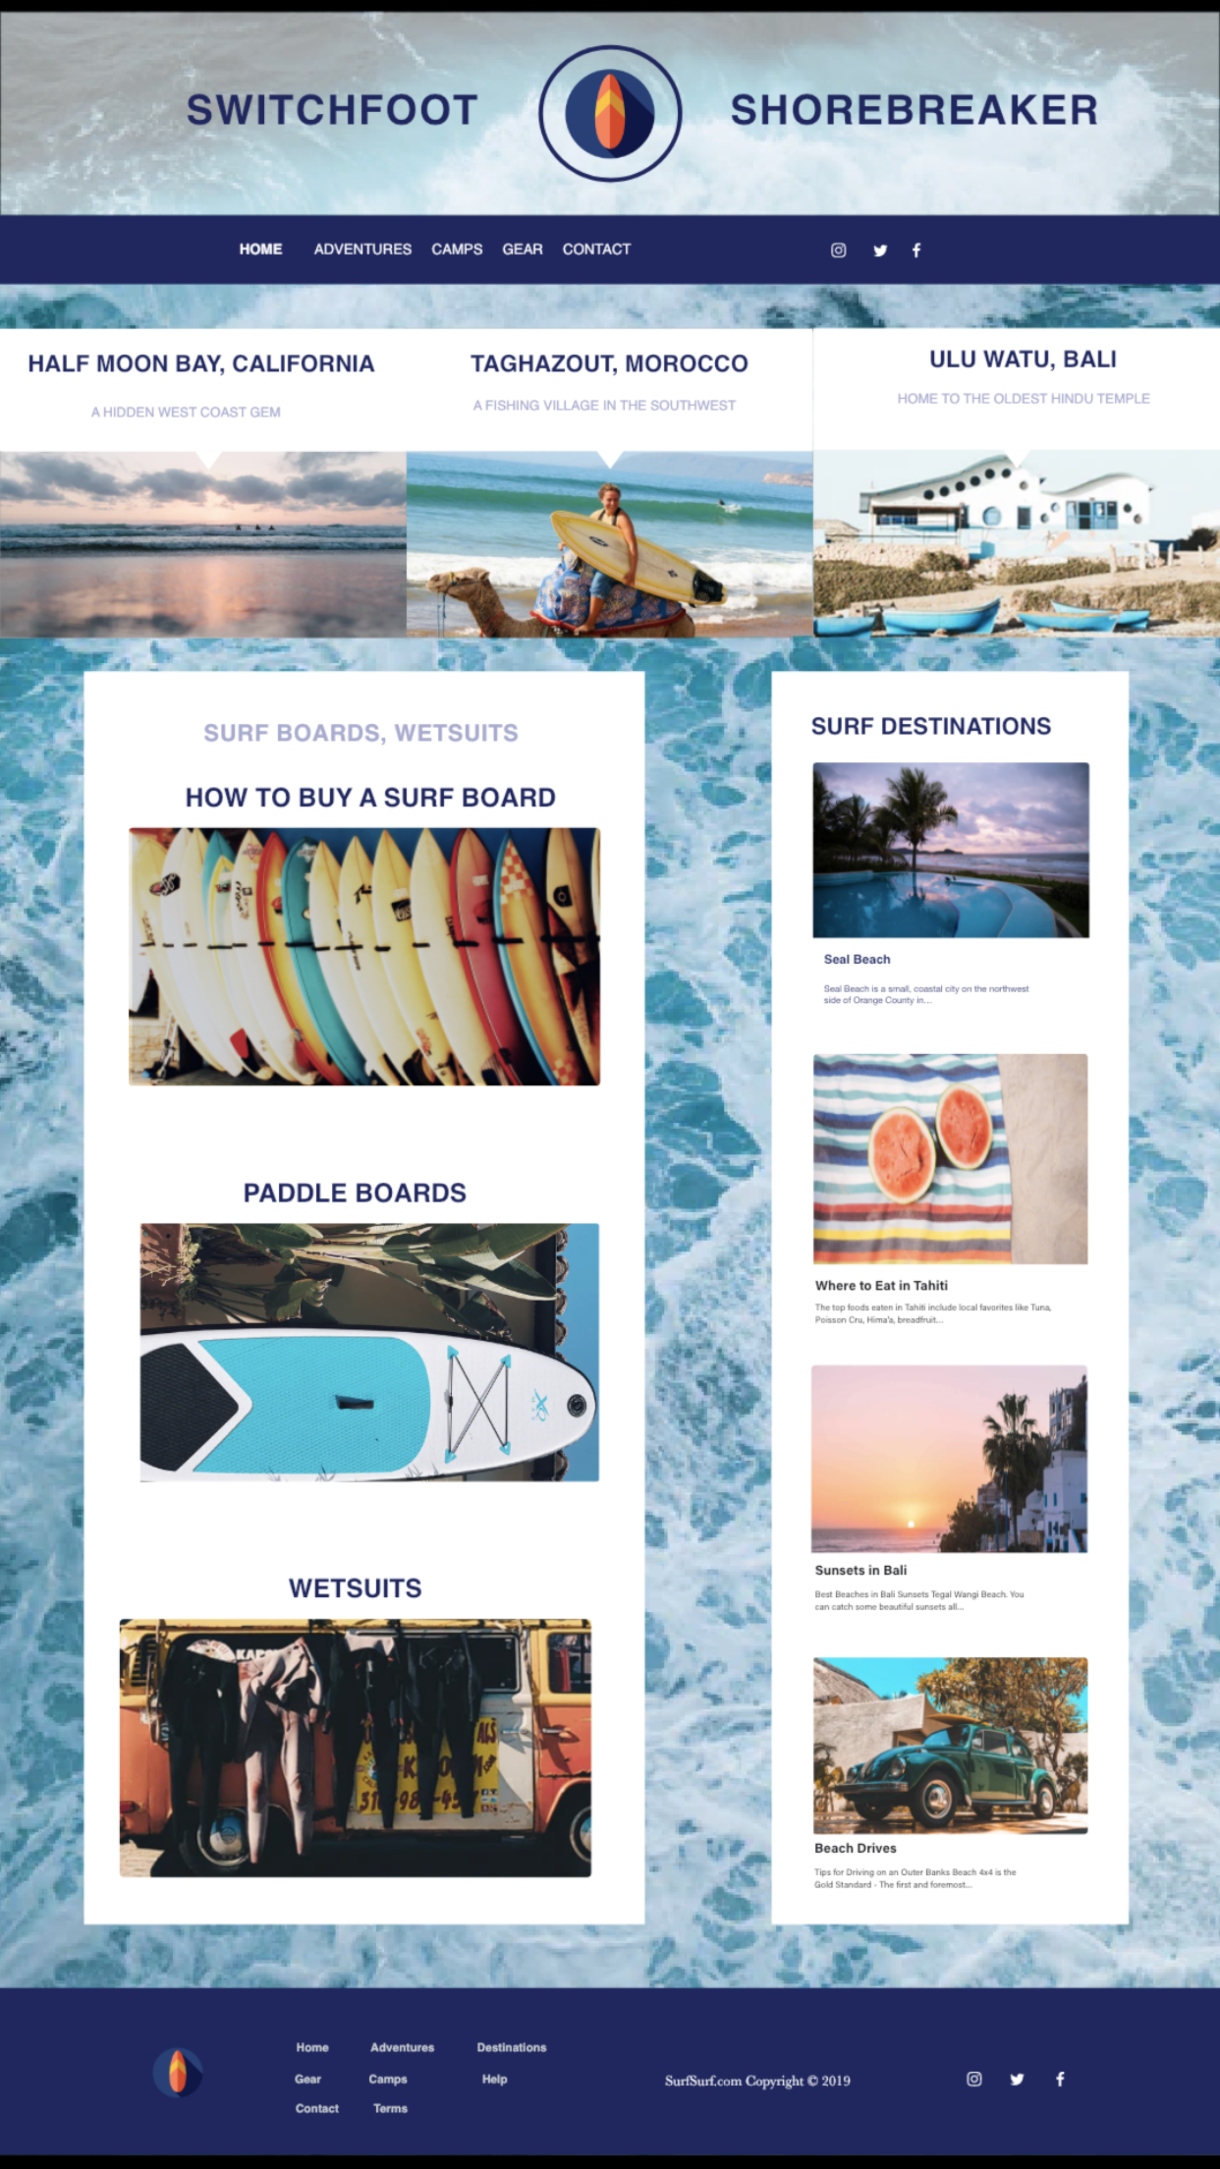 SWITCHFOOT SHOREBREAKER
HOME ADVENTURES CAMPS GEAR CONTACT
HALF MOON BAY, CALIFORNIA
A HIDDEN WEST COAST GEM
TAGHAZOUT, MOROCCO
A FISHING VILLAGE IN THE SOUTHWEST
ULU WATU, BALI
HOME TO THE OLDEST HINDU TEMPLE
SURF BOARDS, WETSUITS
HOW TO BUY A SURF BOARD
PADDLE BOARDS
WETSUITS
SURF DESTINATIONS
Seal Beach
Seal Beach is a small, coastal city on the northwest
side of Orange County in...
Where to Eat in Tahiti
The top foods eaten in Tahiti include local favorites like Tuna,
Poisson Cru, Hima'a, breadfruit...
Sunsets in Bali
Best Beaches in Bali Sunsets Tegal Wangi Beach. You
can catch some beautiful sunsets all...
Beach Drives
Tips for Driving on an Outer Banks Beach 4x4 is the
Gold Standard - The first and foremost...
Home Adventures Destinations
Gear Camps Help
Contact Terms
SurfSurf.com Copyright © 2019